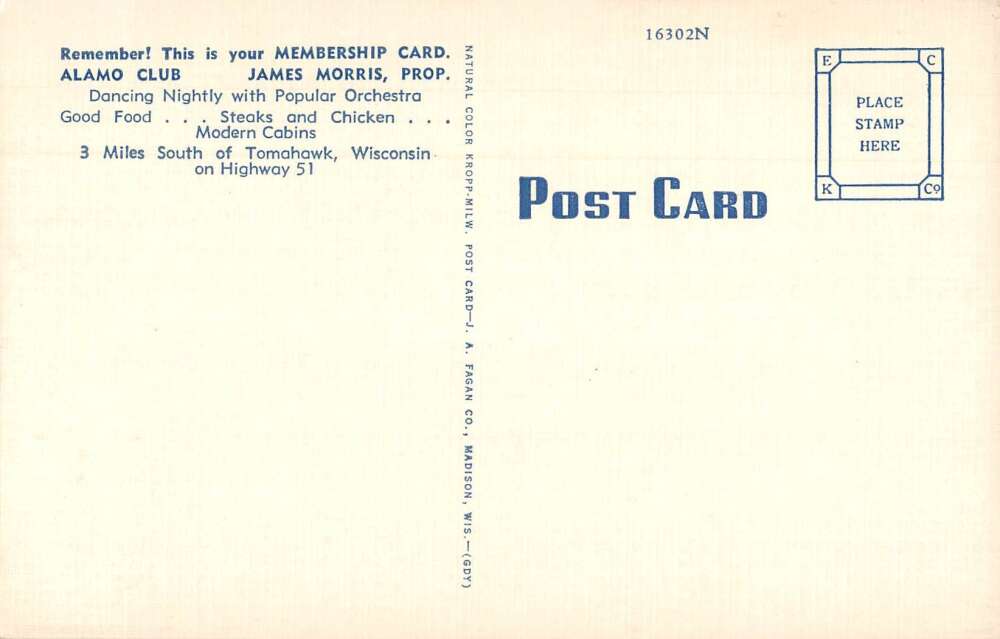 Remember! This is your MEMBERSHIP CARD.
ALAMO CLUB JAMES MORRIS, PROP.
Dancing Nightly with Popular Orchestra
Good Food . . . Steaks and Chicken . . .
Modern Cabins
3 Miles South of Tomahawk, Wisconsin
on Highway 51
NATURAL COLOR KROPP-MILW. POST CARD—J. A. FAGAN CO., MADISON, WIS.—(GDY)
16302N
POST CARD
E C
PLACE
STAMP
HERE
K Co